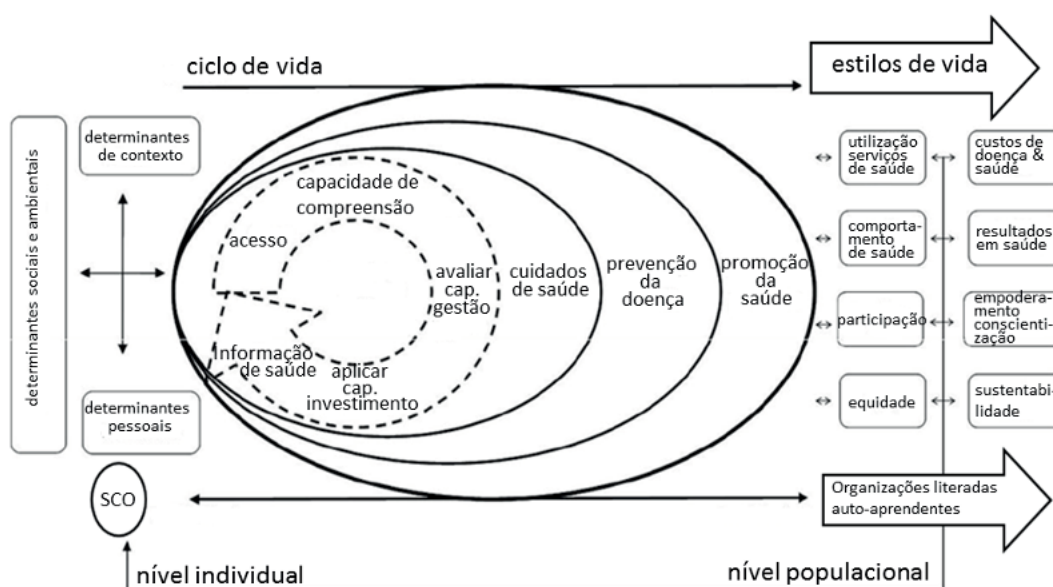 ciclo de vida
estilos de vida
determinantes sociais e ambientais
determinantes
de contexto
determinantes
pessoais
SCO
capacidade de
compreensão
acesso
avaliar
cap.
gestão
Informação
de saúde
aplicar
cap.
investimento
cuidados
de saúde
prevenção
da
doença
promoção
da
saúde
utilização
serviços
de saúde
custos de
doença &
saúde
comporta-
mento
de saúde
resultados
em saúde
participação
empodera-
mento
conscienti-
zação
equidade
sustentabi-
lidade
Organizações literadas
auto-aprendentes
nível individual
nível populacional